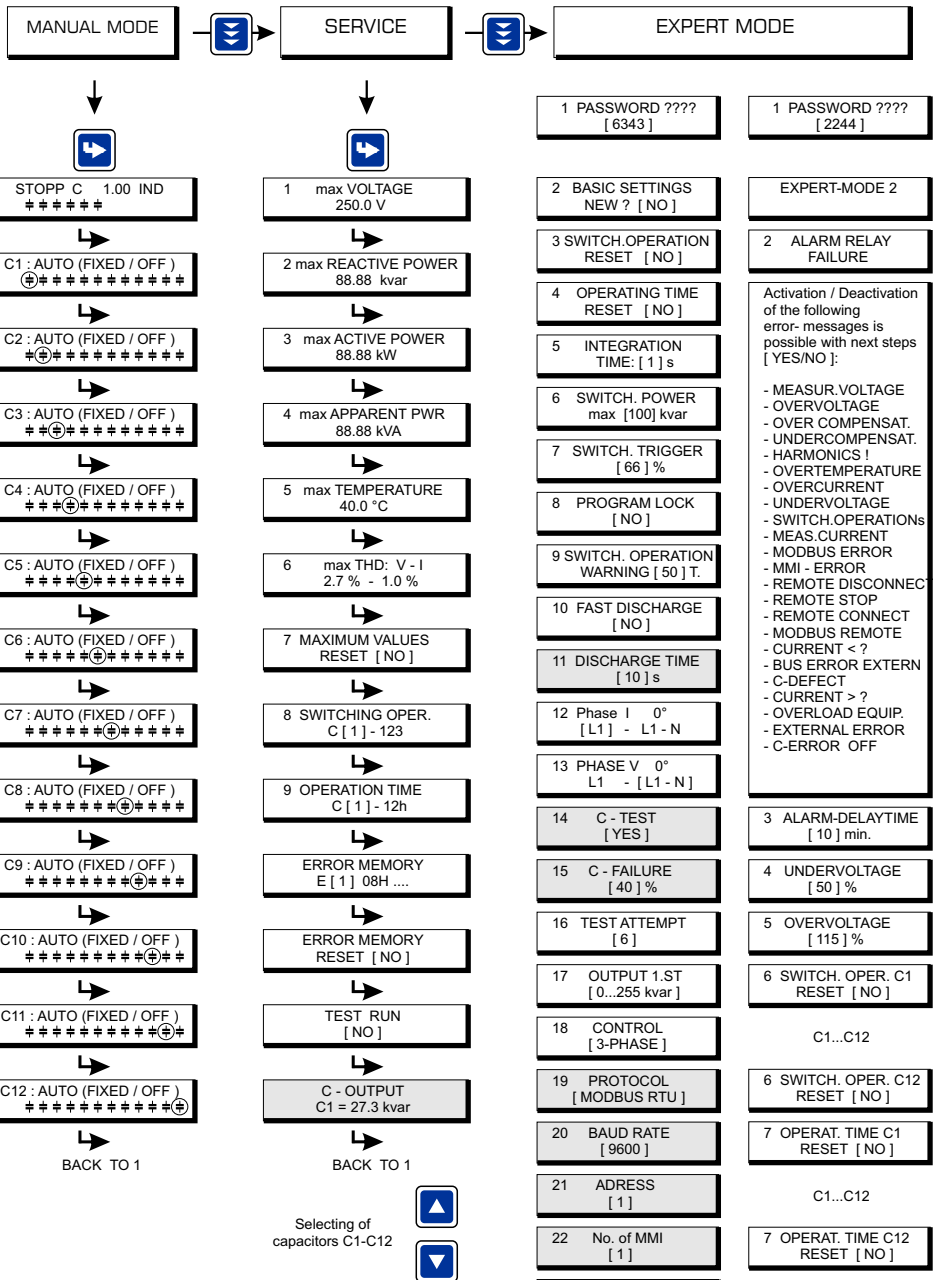 MANUAL MODE
SERVICE
EXPERT MODE
STOPP C 1.00 IND
C1 : AUTO (FIXED / OFF )
C2 : AUTO (FIXED / OFF )
C3 : AUTO (FIXED / OFF )
C4 : AUTO (FIXED / OFF )
C5 : AUTO (FIXED / OFF )
C6 : AUTO (FIXED / OFF )
C7 : AUTO (FIXED / OFF )
C8 : AUTO (FIXED / OFF )
C9 : AUTO (FIXED / OFF )
C10 : AUTO (FIXED / OFF )
C11 : AUTO (FIXED / OFF )
C12 : AUTO (FIXED / OFF )
BACK TO 1
1 max VOLTAGE
250.0 V
2 max REACTIVE POWER
88.88 kvar
3 max ACTIVE POWER
88.88 kW
4 max APPARENT PWR
88.88 kVA
5 max TEMPERATURE
40.0 °C
6 max THD: V - I
2.7 % - 1.0 %
7 MAXIMUM VALUES
RESET [ NO ]
8 SWITCHING OPER.
C [ 1 ] - 123
9 OPERATION TIME
C [ 1 ] - 12h
ERROR MEMORY
E [ 1 ] 08H ....
ERROR MEMORY
RESET [ NO ]
TEST RUN
[ NO ]
C - OUTPUT
C1 = 27.3 kvar
BACK TO 1
Selecting of
capacitors C1-C12
1 PASSWORD ????
[ 6343 ]
2 BASIC SETTINGS
NEW ? [ NO ]
3 SWITCH.OPERATION
RESET [ NO ]
4 OPERATING TIME
RESET [ NO ]
5 INTEGRATION
TIME: [ 1 ] s
6 SWITCH. POWER
max [100] kvar
7 SWITCH. TRIGGER
[ 66 ] %
8 PROGRAM LOCK
[ NO ]
9 SWITCH. OPERATION
WARNING [ 50 ] T.
10 FAST DISCHARGE
[ NO ]
11 DISCHARGE TIME
[ 10 ] s
12 Phase I 0°
[ L1 ] - L1 - N
13 PHASE V 0°
L1 - [ L1 - N ]
14 C - TEST
[ YES ]
15 C - FAILURE
[ 40 ] %
16 TEST ATTEMPT
[ 6 ]
17 OUTPUT 1.ST
[ 0...255 kvar ]
18 CONTROL
[ 3-PHASE ]
19 PROTOCOL
[ MODBUS RTU ]
20 BAUD RATE
[ 9600 ]
21 ADRESS
[ 1 ]
22 No. of MMI
[ 1 ]
1 PASSWORD ????
[ 2244 ]
EXPERT-MODE 2
2 ALARM RELAY
FAILURE
Activation / Deactivation
of the following
error- messages is
possible with next steps
[ YES/NO ]:
- MEASUR.VOLTAGE
- OVERVOLTAGE
- OVER COMPENSAT.
- UNDERCOMPENSAT.
- HARMONICS !
- OVERTEMPERATURE
- OVERCURRENT
- UNDERVOLTAGE
- SWITCH.OPERATIONs
- MEAS.CURRENT
- MODBUS ERROR
- MMI - ERROR
- REMOTE DISCONNECT
- REMOTE STOP
- REMOTE CONNECT
- MODBUS REMOTE
- CURRENT < ?
- BUS ERROR EXTERN
- C-DEFECT
- CURRENT > ?
- OVERLOAD EQUIP.
- EXTERNAL ERROR
- C-ERROR OFF
3 ALARM-DELAYTIME
[ 10 ] min.
4 UNDERVOLTAGE
[ 50 ] %
5 OVERVOLTAGE
[ 115 ] %
6 SWITCH. OPER. C1
RESET [ NO ]
C1...C12
6 SWITCH. OPER. C12
RESET [ NO ]
7 OPERAT. TIME C1
RESET [ NO ]
C1...C12
7 OPERAT. TIME C12
RESET [ NO ]